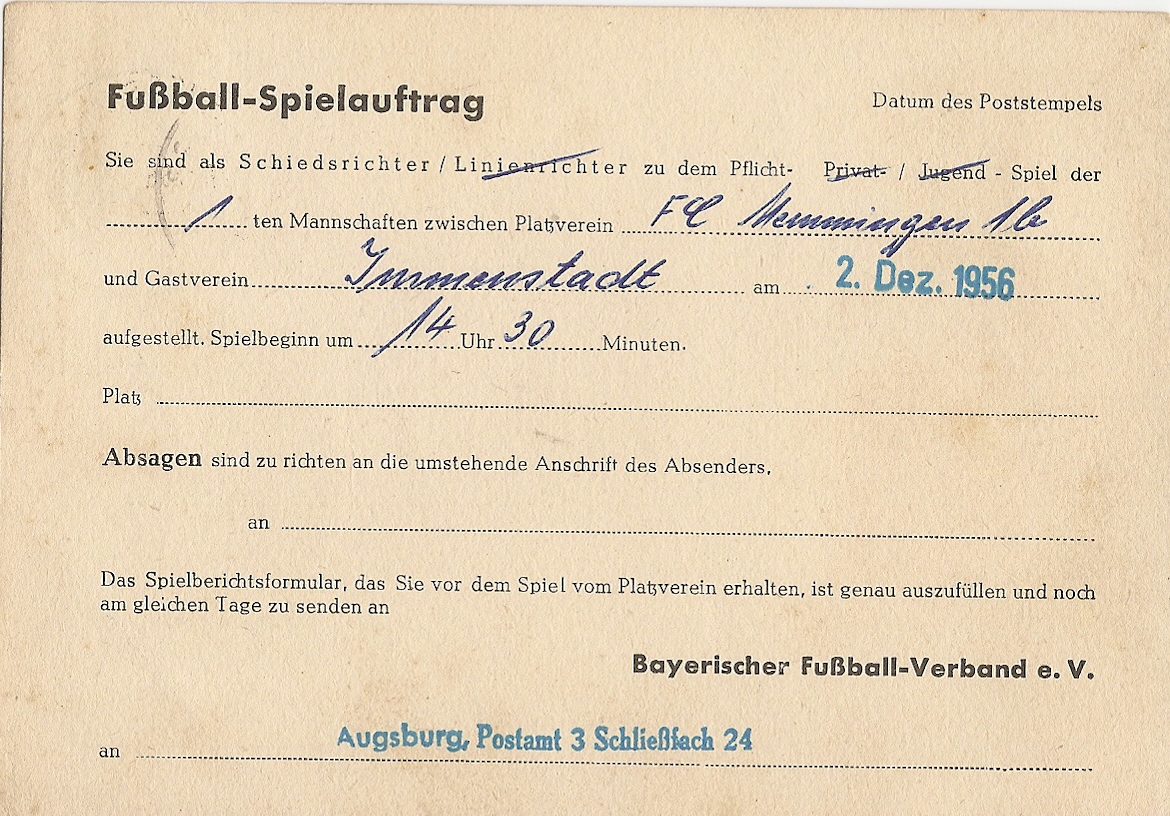 Fußball-Spielauftrag
Datum des Poststempels
Sie sind als Schiedsrichter / Linienrichter zu dem Pflicht- Privat- / Jugend - Spiel der
1 ten Mannschaften zwischen Platzverein FC Memmingen 1b
und Gastverein Immenstadt am 2. Dez. 1956
aufgestellt. Spielbeginn um 14 Uhr 30 Minuten.
Platz
Absagen sind zu richten an die umstehende Anschrift des Absenders,
an
Das Spielberichtsformular, das Sie vor dem Spiel vom Platzverein erhalten, ist genau auszufüllen und noch
am gleichen Tage zu senden an
Bayerischer Fußball-Verband e. V.
an Augsburg, Postamt 3 Schließfach 24